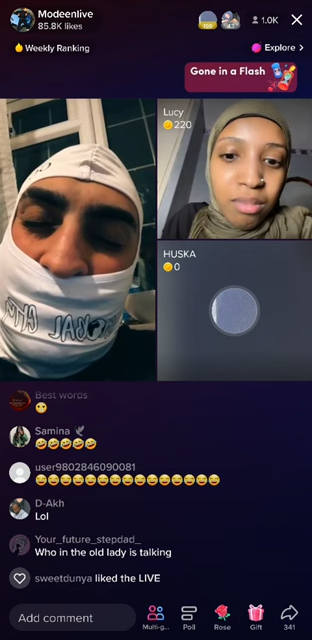 Modeenlive
85.8K likes
100
1.0K
Weekly Ranking
Explore >
Gone in a Flash
Lucy
220
HUSKA
0
Best words
😶
Samina 🕊
🤣🤣🤣🤣🤣
user9802846090081
😂😂😂😂😂😂😂😂😂😂😂😂😂😂😂
D-Akh
Lol
Your_future_stepdad_
Who in the old lady is talking
sweetdunya liked the LIVE
Add comment
Multi-g...
Poll
Rose
Gift
341